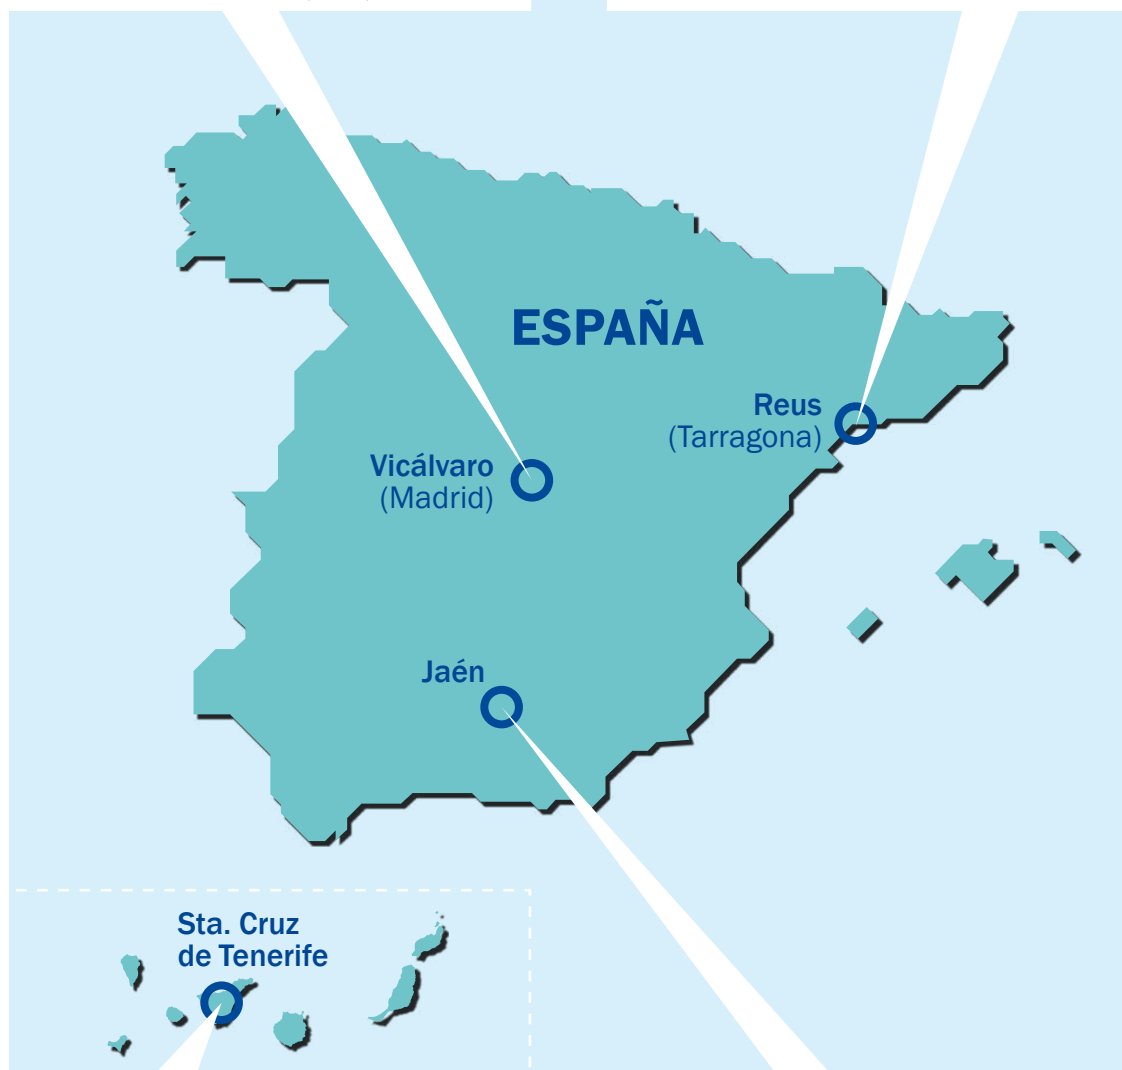 ESPAÑA
Reus
(Tarragona)
Vicálvaro
(Madrid)
Jaén
Sta. Cruz
de Tenerife